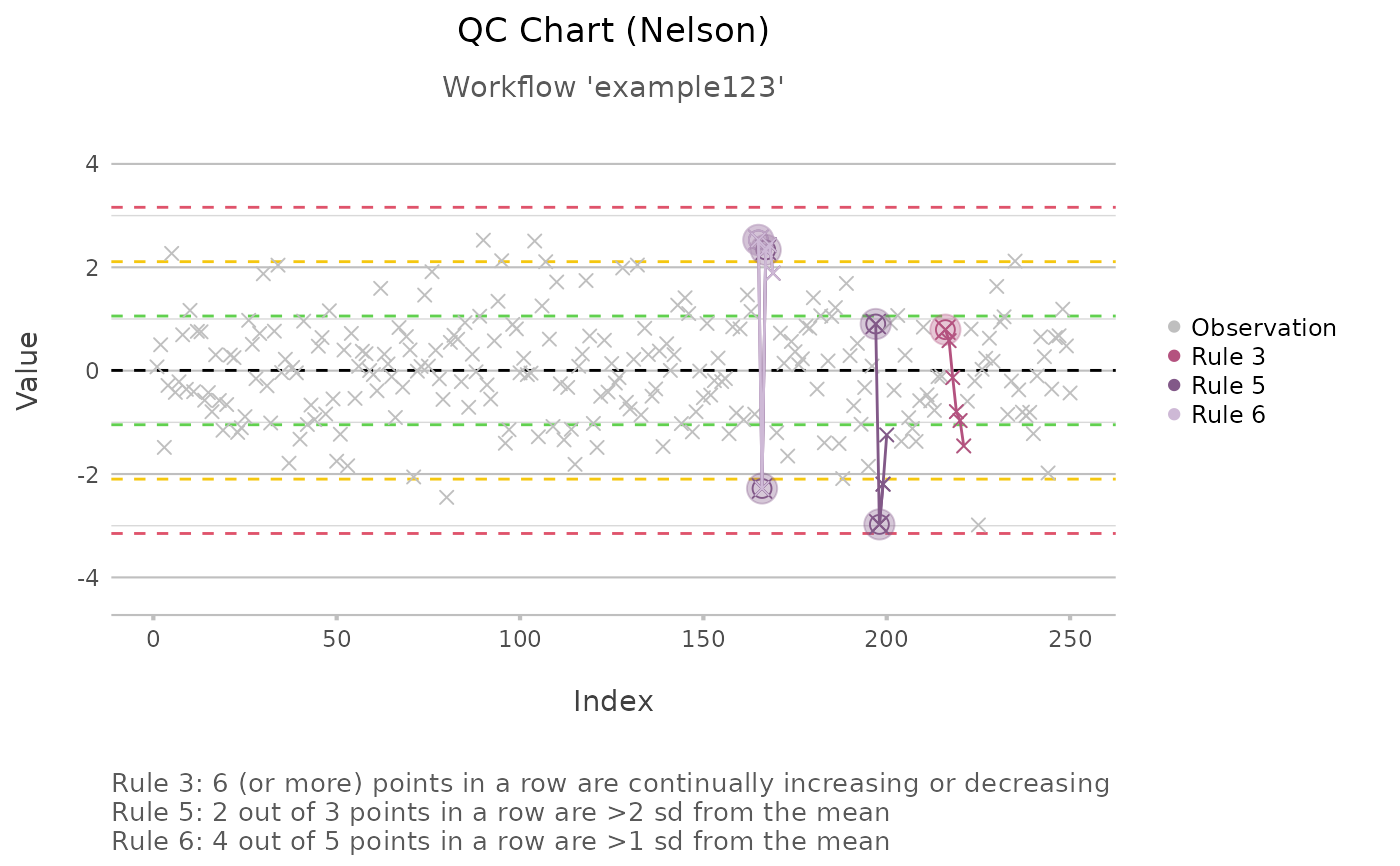 QC Chart (Nelson)
Workflow 'example123'
4
2
0
-2
-4
Value
0 50 100 150 200 250
Index
Observation
Rule 3
Rule 5
Rule 6
Rule 3: 6 (or more) points in a row are continually increasing or decreasing
Rule 5: 2 out of 3 points in a row are >2 sd from the mean
Rule 6: 4 out of 5 points in a row are >1 sd from the mean